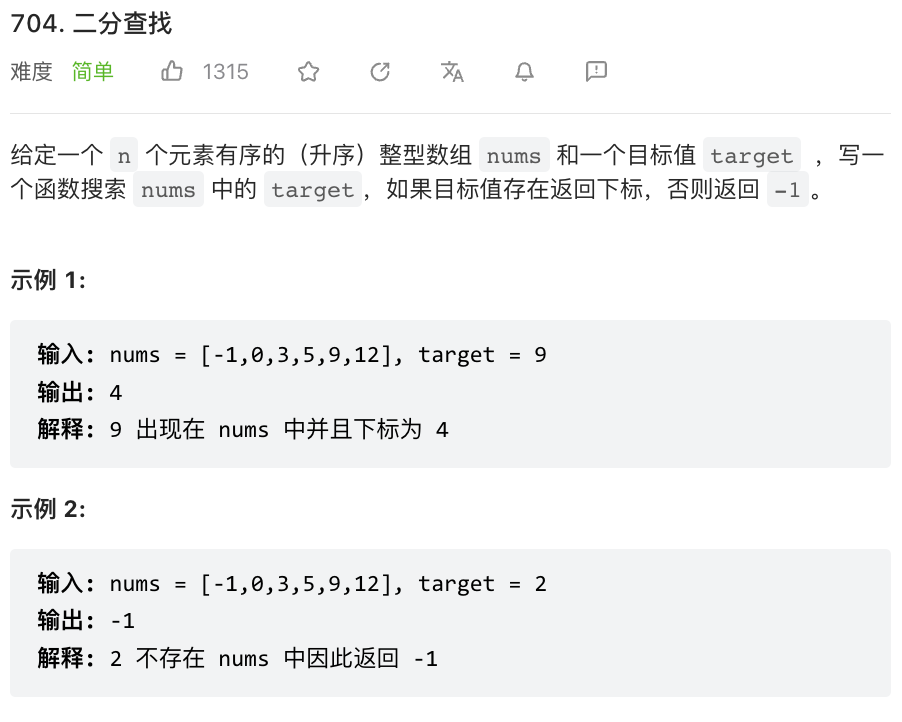 704. 二分查找
难度 简单 1315
给定一个 n 个元素有序的（升序）整型数组 nums 和一个目标值 target ，写一
个函数搜索 nums 中的 target，如果目标值存在返回下标，否则返回 -1。
示例 1:
输入: nums = [-1,0,3,5,9,12], target = 9
输出: 4
解释: 9 出现在 nums 中并且下标为 4
示例 2:
输入: nums = [-1,0,3,5,9,12], target = 2
输出: -1
解释: 2 不存在 nums 中因此返回 -1